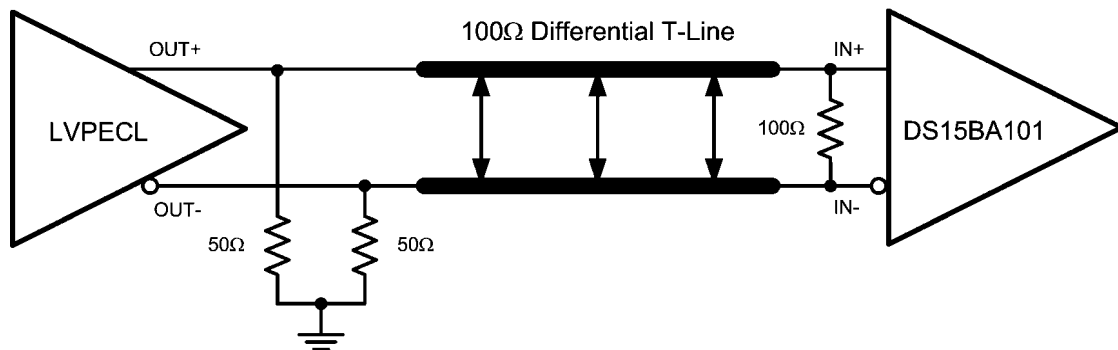 100Ω Differential T-Line
OUT+
IN+
LVPECL
100Ω
DS15BA101
OUT-
IN-
50Ω
50Ω